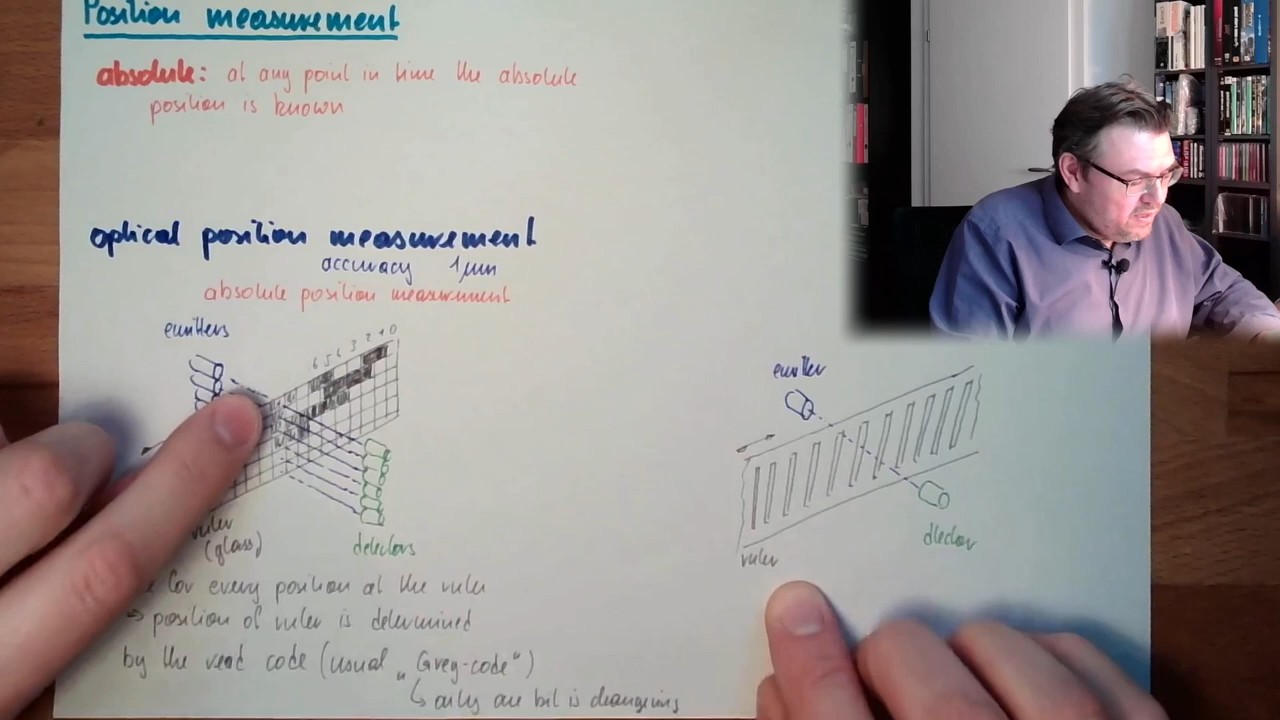 Position measurement
absolute: at any point in time the absolute
position is known
optical position measurement
accuracy 1µm
absolute position measurement
emitters
6 5 4 3 2 1 0
emitter
ruler
(glass)
detectors
ruler
detector
for every position at the ruler
⇒ position of ruler is determined
by the read code (usual „Grey-code“)
↳ only one bit is changeing